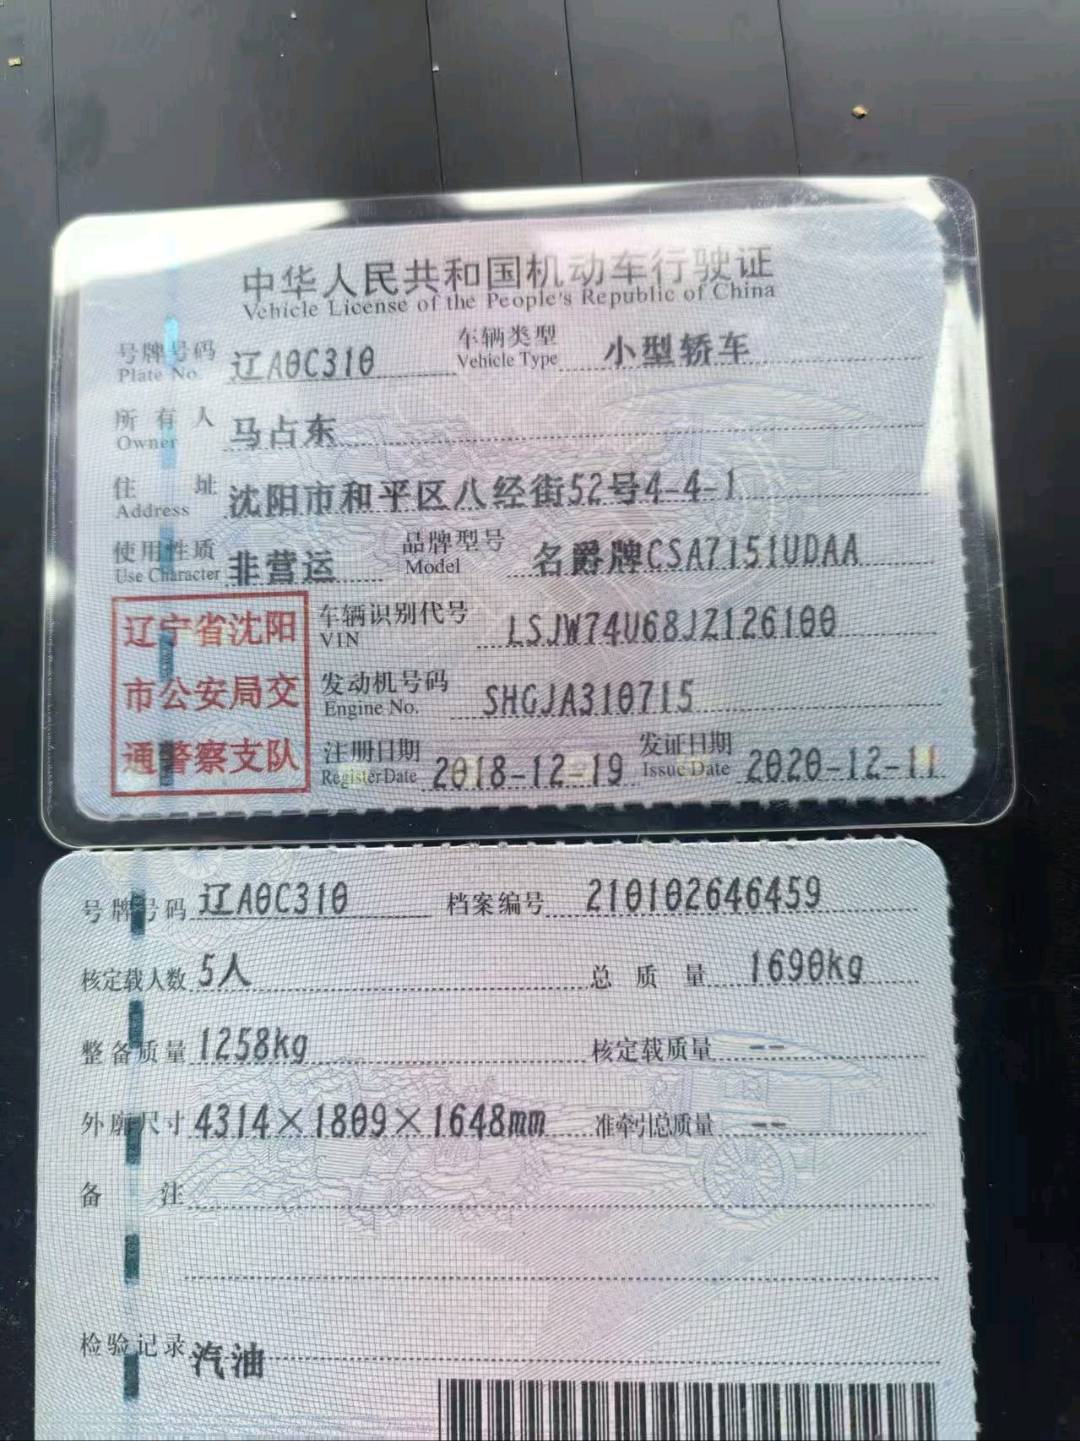 中华人民共和国机动车行驶证
Vehicle License of the People's Republic of China
号牌号码 辽A0C310 车辆类型 小型轿车
Plate No. Vehicle Type
所有人 马占东
Owner
住址 沈阳市和平区八经街52号4-4-1
Address
使用性质 非营运 品牌型号 名爵牌CSA7151UDAA
Use Character Model
辽宁省沈阳 车辆识别代号 LSJW74U68JZ126100
VIN
市公安局交 发动机号码 SHGJA310715
Engine No.
通警察支队 注册日期 2018-12-19 发证日期 2020-12-11
Register Date Issue Date
号牌号码 辽A0C310 档案编号 210102646459
核定载人数 5人 总质量 1690kg
整备质量 1258kg 核定载质量 --
外廓尺寸 4314×1809×1648mm 准牵引总质量 --
备注
检验记录 汽油